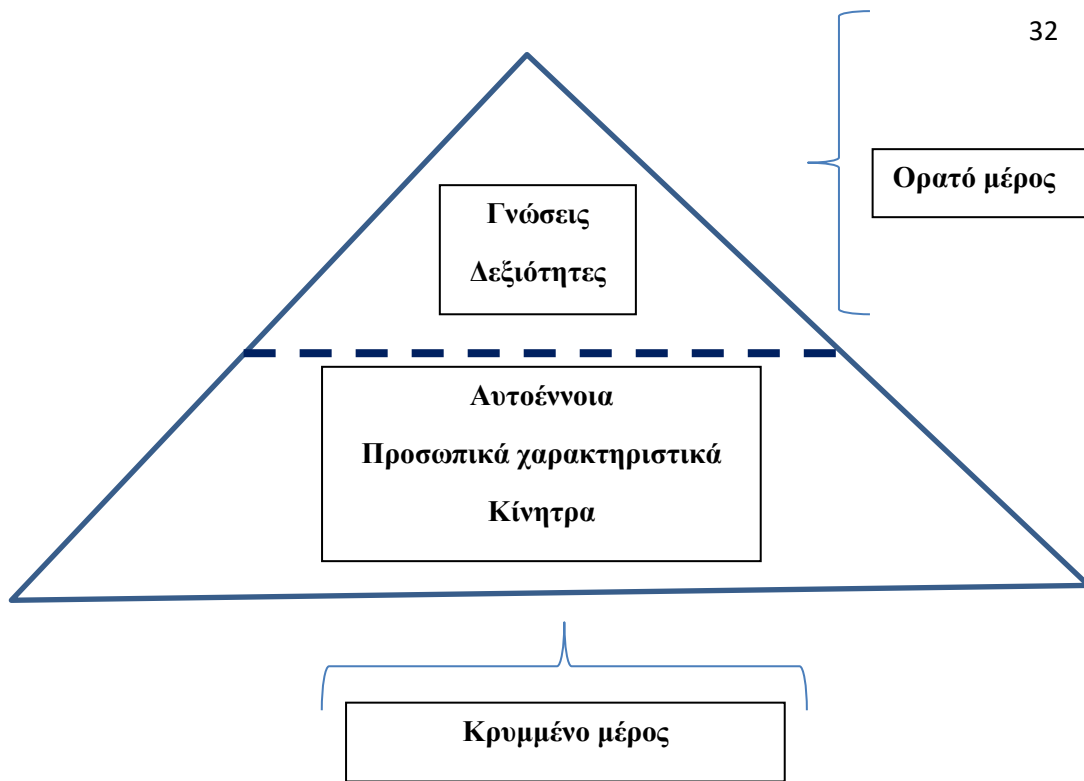 32
Ορατό μέρος
Γνώσεις
Δεξιότητες
Αυτοέννοια
Προσωπικά χαρακτηριστικά
Κίνητρα
Κρυμμένο μέρος